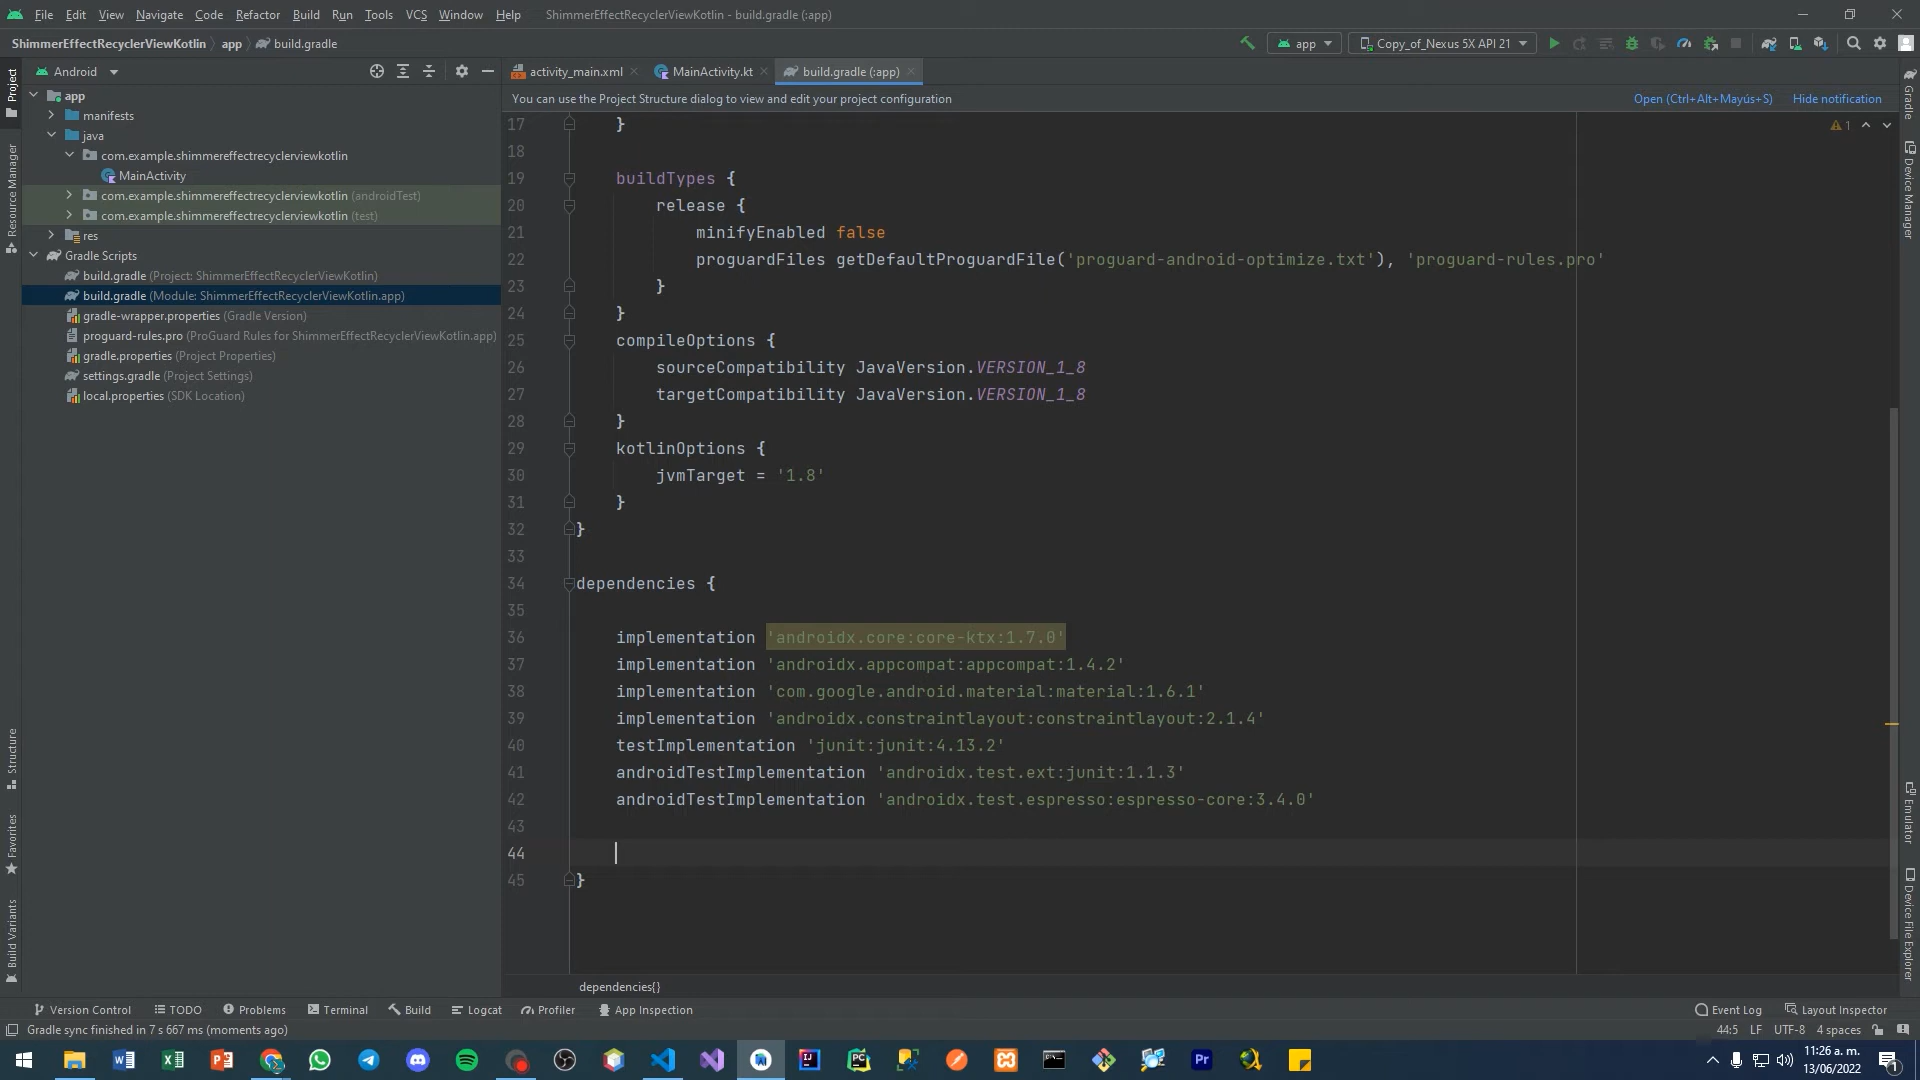 File Edit View Navigate Code Refactor Build Run Tools VCS Window Help ShimmerEffectRecyclerViewKotlin - build.gradle (:app)
ShimmerEffectRecyclerViewKotlin app build.gradle
app Copy_of_Nexus 5X API 21
Android
activity_main.xml MainActivity.kt build.gradle (:app)
You can use the Project Structure dialog to view and edit your project configuration Open (Ctrl+Alt+Mayús+S) Hide notification
Project
Resource Manager
Structure
Favorites
Build Variants
app
manifests
java
com.example.shimmereffectrecyclerviewkotlin
MainActivity
com.example.shimmereffectrecyclerviewkotlin (androidTest)
com.example.shimmereffectrecyclerviewkotlin (test)
res
Gradle Scripts
build.gradle (Project: ShimmerEffectRecyclerViewKotlin)
build.gradle (Module: ShimmerEffectRecyclerViewKotlin.app)
gradle-wrapper.properties (Gradle Version)
proguard-rules.pro (ProGuard Rules for ShimmerEffectRecyclerViewKotlin.app)
gradle.properties (Project Properties)
settings.gradle (Project Settings)
local.properties (SDK Location)
17 }
18
19 buildTypes {
20 release {
21 minifyEnabled false
22 proguardFiles getDefaultProguardFile('proguard-android-optimize.txt'), 'proguard-rules.pro'
23 }
24 }
25 compileOptions {
26 sourceCompatibility JavaVersion.VERSION_1_8
27 targetCompatibility JavaVersion.VERSION_1_8
28 }
29 kotlinOptions {
30 jvmTarget = '1.8'
31 }
32 }
33
34 dependencies {
35
36 implementation 'androidx.core:core-ktx:1.7.0'
37 implementation 'androidx.appcompat:appcompat:1.4.2'
38 implementation 'com.google.android.material:material:1.6.1'
39 implementation 'androidx.constraintlayout:constraintlayout:2.1.4'
40 testImplementation 'junit:junit:4.13.2'
41 androidTestImplementation 'androidx.test.ext:junit:1.1.3'
42 androidTestImplementation 'androidx.test.espresso:espresso-core:3.4.0'
43
44
45 }
1
Gradle
Device Manager
Emulator
Device File Explorer
dependencies{}
Version Control TODO Problems Terminal Build Logcat Profiler App Inspection Event Log Layout Inspector
Gradle sync finished in 7 s 667 ms (moments ago) 44:5 LF UTF-8 4 spaces
11:26 a. m.
13/06/2022
1